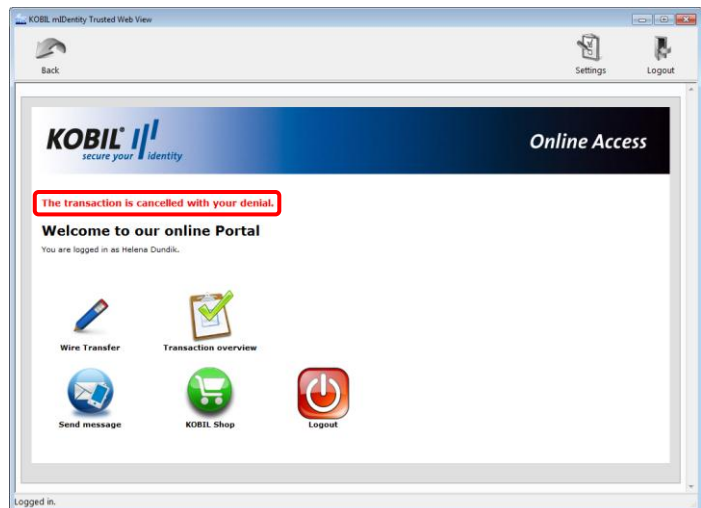 KOBIL mIDentity Trusted Web View
Back
Settings
Logout
KOBIL
secure your identity
Online Access
The transaction is cancelled with your denial.
Welcome to our online Portal
You are logged in as Helena Dundik.
Wire Transfer
Transaction overview
Send message
KOBIL Shop
Logout
Logged in.